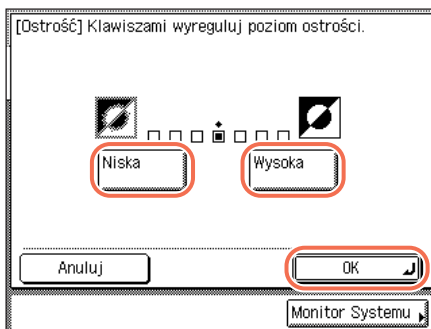 [Ostrość] Klawiszami wyreguluj poziom ostrości.
Niska
Wysoka
Anuluj
OK
Monitor Systemu